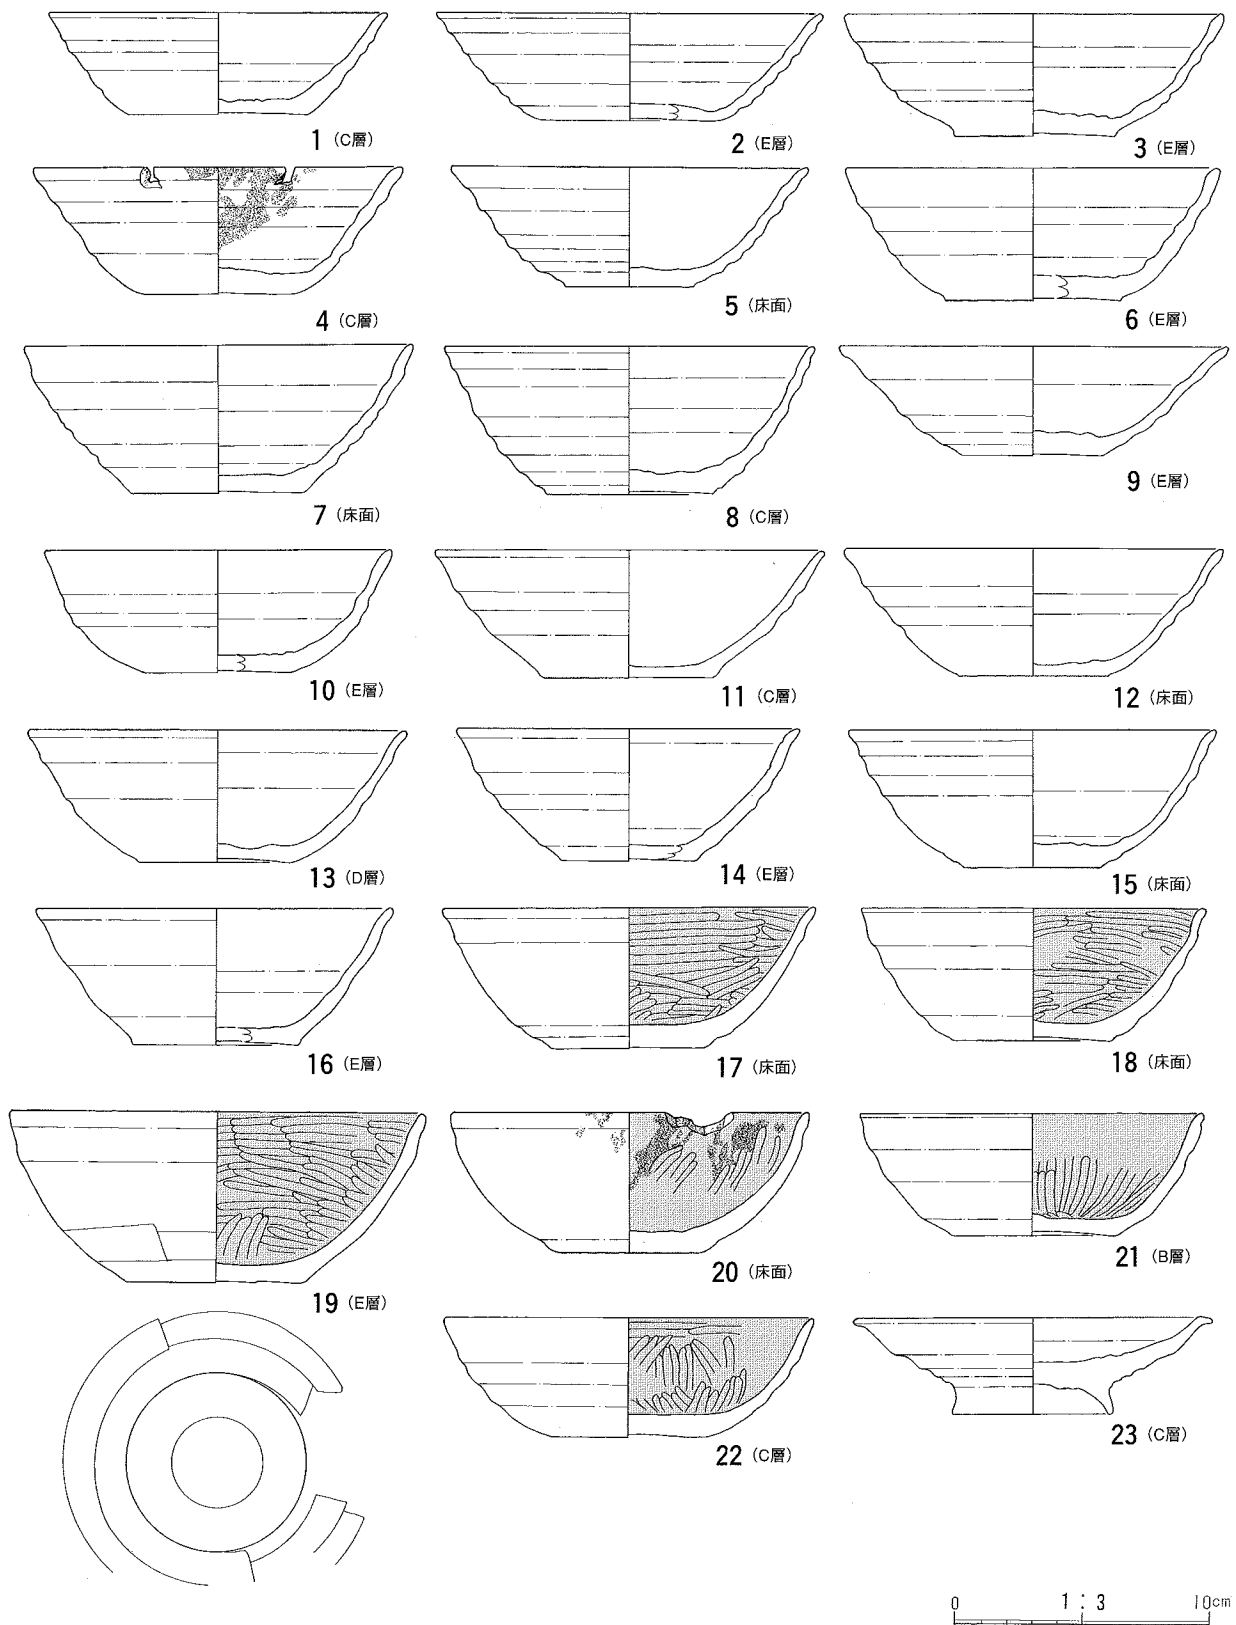 1 (C層)
2 (E層)
3 (E層)
4 (C層)
5 (床面)
6 (E層)
7 (床面)
8 (C層)
9 (E層)
10 (E層)
11 (C層)
12 (床面)
13 (D層)
14 (E層)
15 (床面)
16 (E層)
17 (床面)
18 (床面)
19 (E層)
20 (床面)
21 (B層)
22 (C層)
23 (C層)
0 1:3 10cm